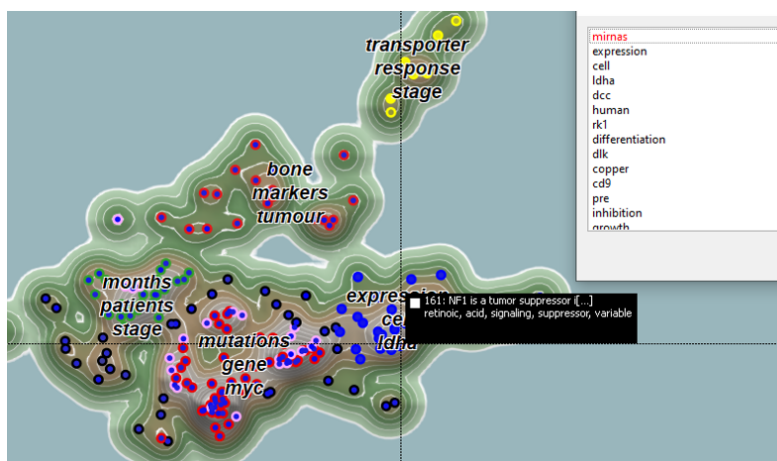 transporter
response
stage
bone
markers
tumour
months
patients
stage
mutations
gene
myc
expression
ce
ldha
161: NF1 is a tumor suppressor i[...]
retinoic, acid, signaling, suppressor, variable
mirnas
expression
cell
ldha
dcc
human
rk1
differentiation
dlk
copper
cd9
pre
inhibition
growth